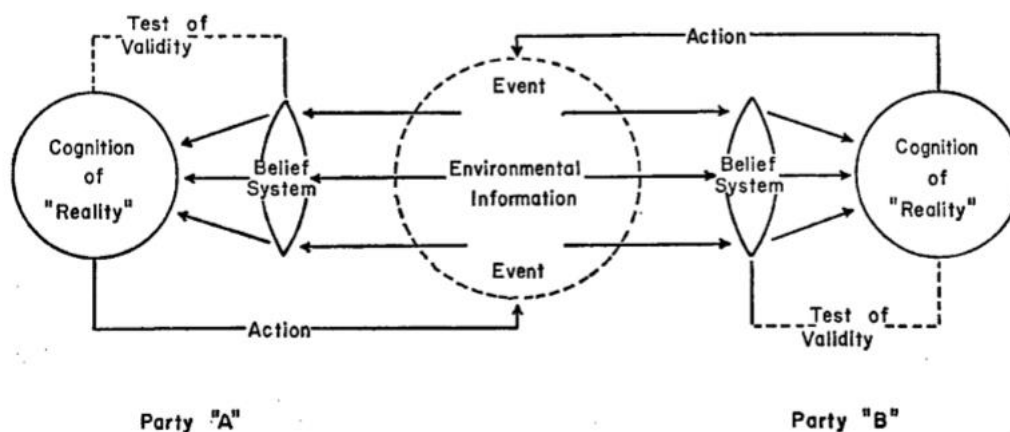 Test of
Validity
Action
Event
Cognition
of
"Reality"
Belief
System
Environmental
Information
Belief
System
Cognition
of
"Reality"
Event
Action
Test of
Validity
Party "A"
Party "B"